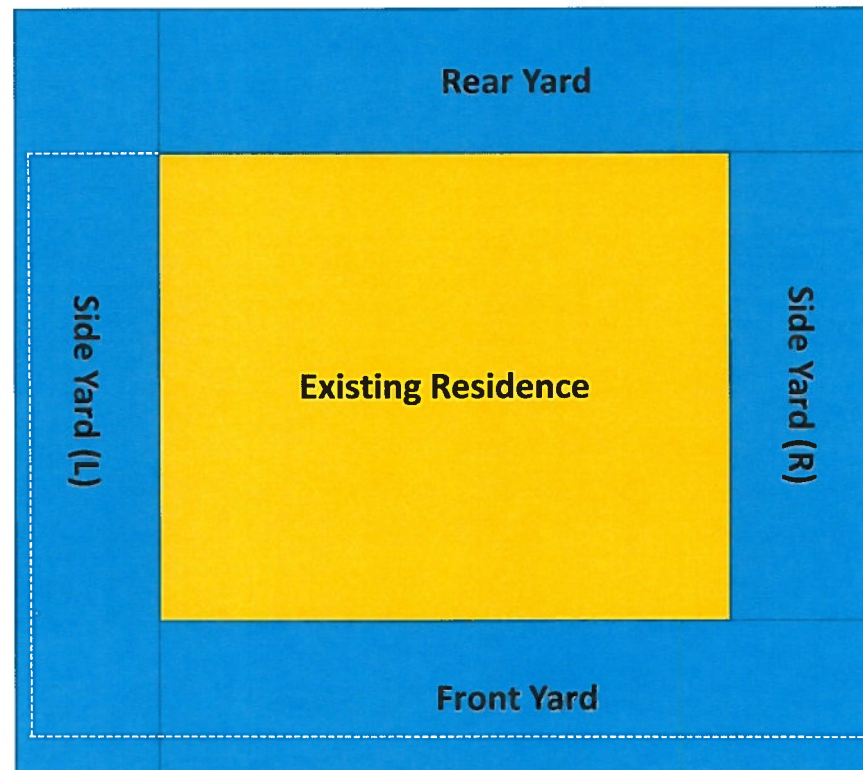 Rear Yard
Side Yard (L)
Existing Residence
Side Yard (R)
Front Yard